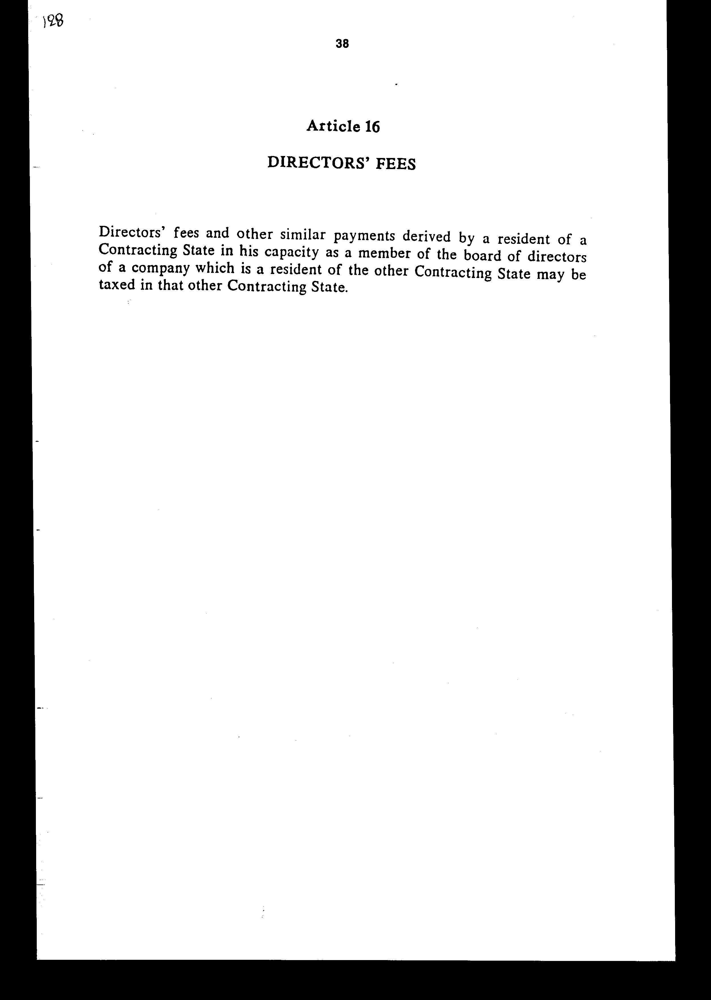 128
38
Article 16
DIRECTORS' FEES
Directors' fees and other similar payments derived by a resident of a
Contracting State in his capacity as a member of the board of directors
of a company which is a resident of the other Contracting State may be
taxed in that other Contracting State.